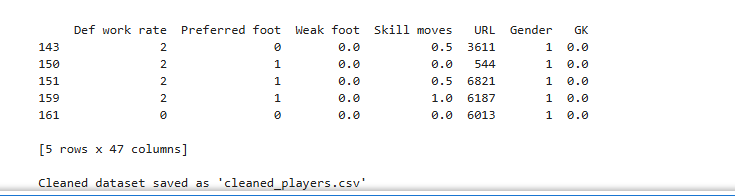 Def work rate Preferred foot Weak foot Skill moves URL Gender GK
143 2 0 0.0 0.5 3611 1 0.0
150 2 1 0.0 0.0 544 1 0.0
151 2 1 0.0 0.5 6821 1 0.0
159 2 1 0.0 1.0 6187 1 0.0
161 0 0 0.0 0.0 6013 1 0.0
[5 rows x 47 columns]
Cleaned dataset saved as 'cleaned_players.csv'